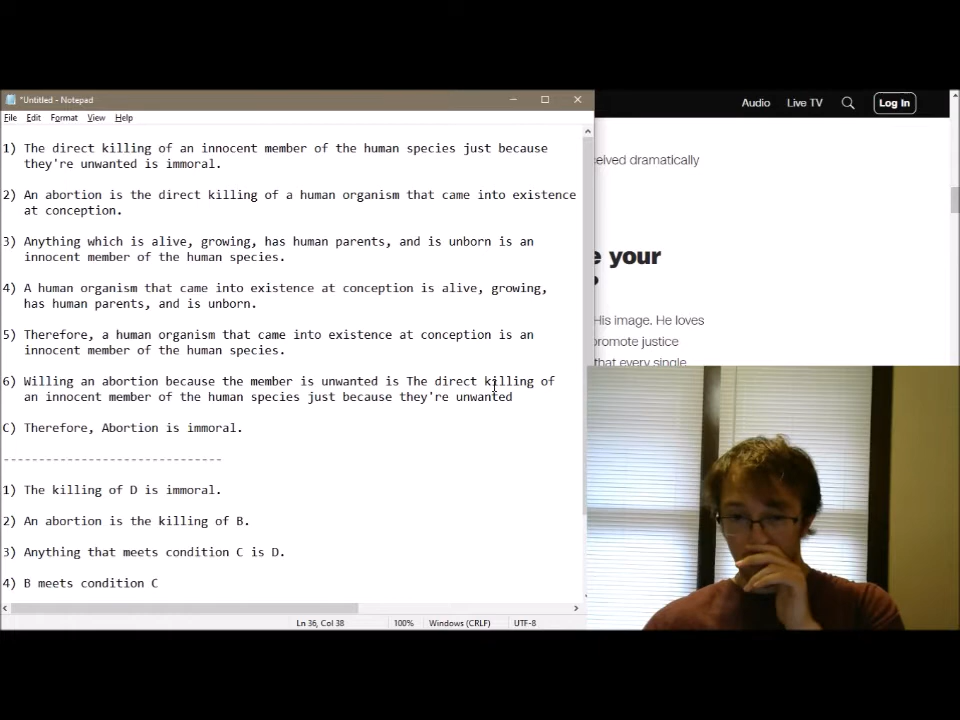 *Untitled - Notepad
File Edit Format View Help
1) The direct killing of an innocent member of the human species just because
they're unwanted is immoral.
2) An abortion is the direct killing of a human organism that came into existence
at conception.
3) Anything which is alive, growing, has human parents, and is unborn is an
innocent member of the human species.
4) A human organism that came into existence at conception is alive, growing,
has human parents, and is unborn.
5) Therefore, a human organism that came into existence at conception is an
innocent member of the human species.
6) Willing an abortion because the member is unwanted is The direct killing of
an innocent member of the human species just because they're unwanted
C) Therefore, Abortion is immoral.
-----------------------------
1) The killing of D is immoral.
2) An abortion is the killing of B.
3) Anything that meets condition C is D.
4) B meets condition C
Ln 36, Col 38 100% Windows (CRLF) UTF-8
Audio Live TV Log In
ceived dramatically
e your
?
His image. He loves
promote justice
that every single